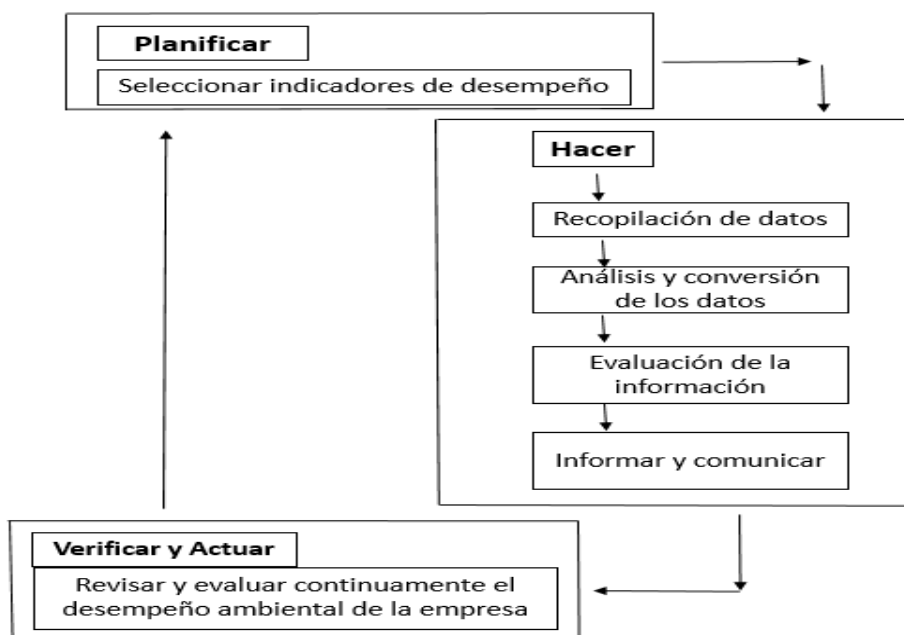 Planificar
Seleccionar indicadores de desempeño
Hacer
Recopilación de datos
Análisis y conversión
de los datos
Evaluación de la
información
Informar y comunicar
Verificar y Actuar
Revisar y evaluar continuamente el
desempeño ambiental de la empresa